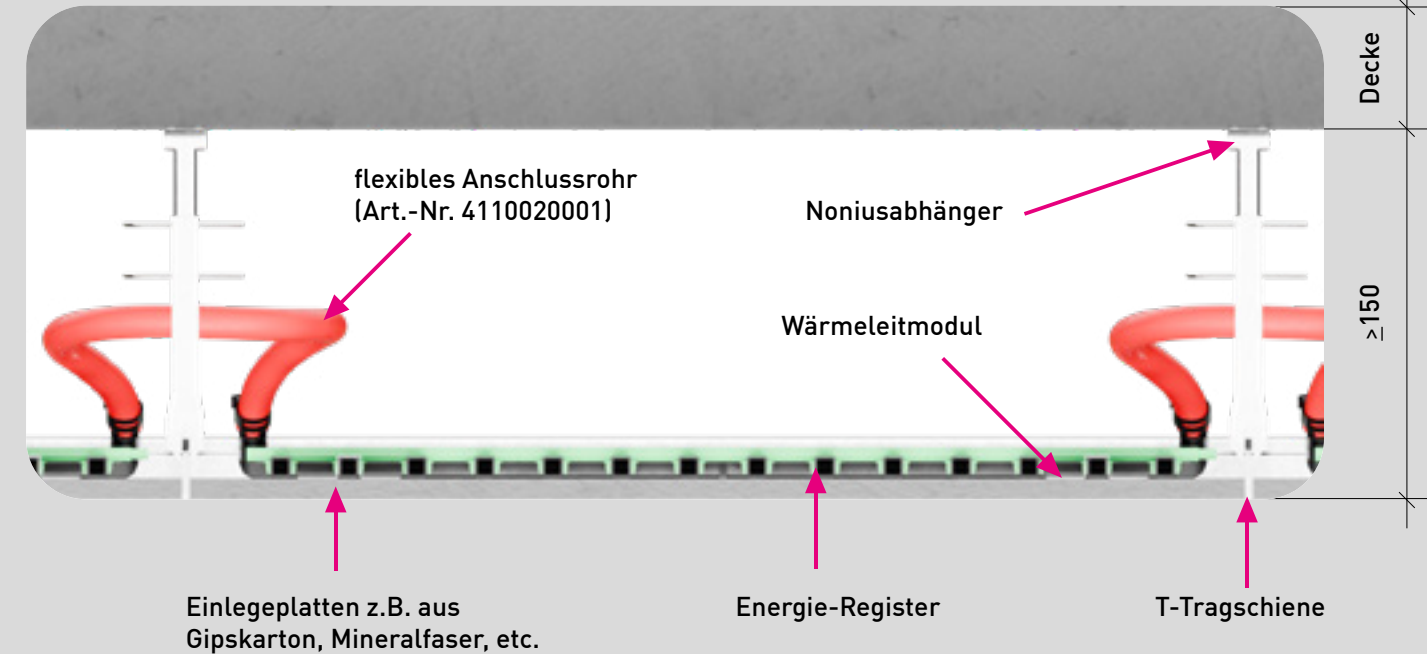 Decke
flexibles Anschlussrohr
(Art.-Nr. 4110020001)
Noniusabhänger
≥150
Wärmeleitmodul
Einlegeplatten z.B. aus
Gipskarton, Mineralfaser, etc.
Energie-Register
T-Tragschiene